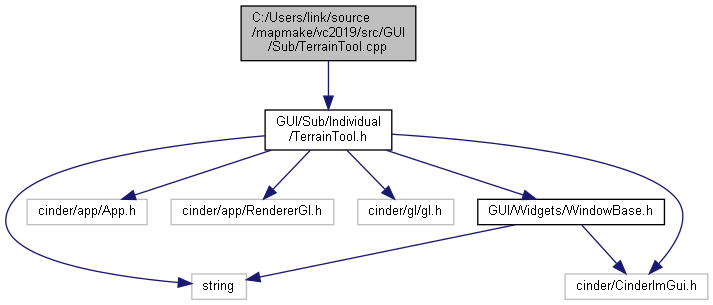 C:/Users/link/source
/mapmake/vc2019/src/GUI
/Sub/TerrainTool.cpp
GUI/Sub/Individual
/TerrainTool.h
cinder/app/App.h
cinder/app/RendererGl.h
cinder/gl/gl.h
GUI/Widgets/WindowBase.h
string
cinder/CinderImGui.h